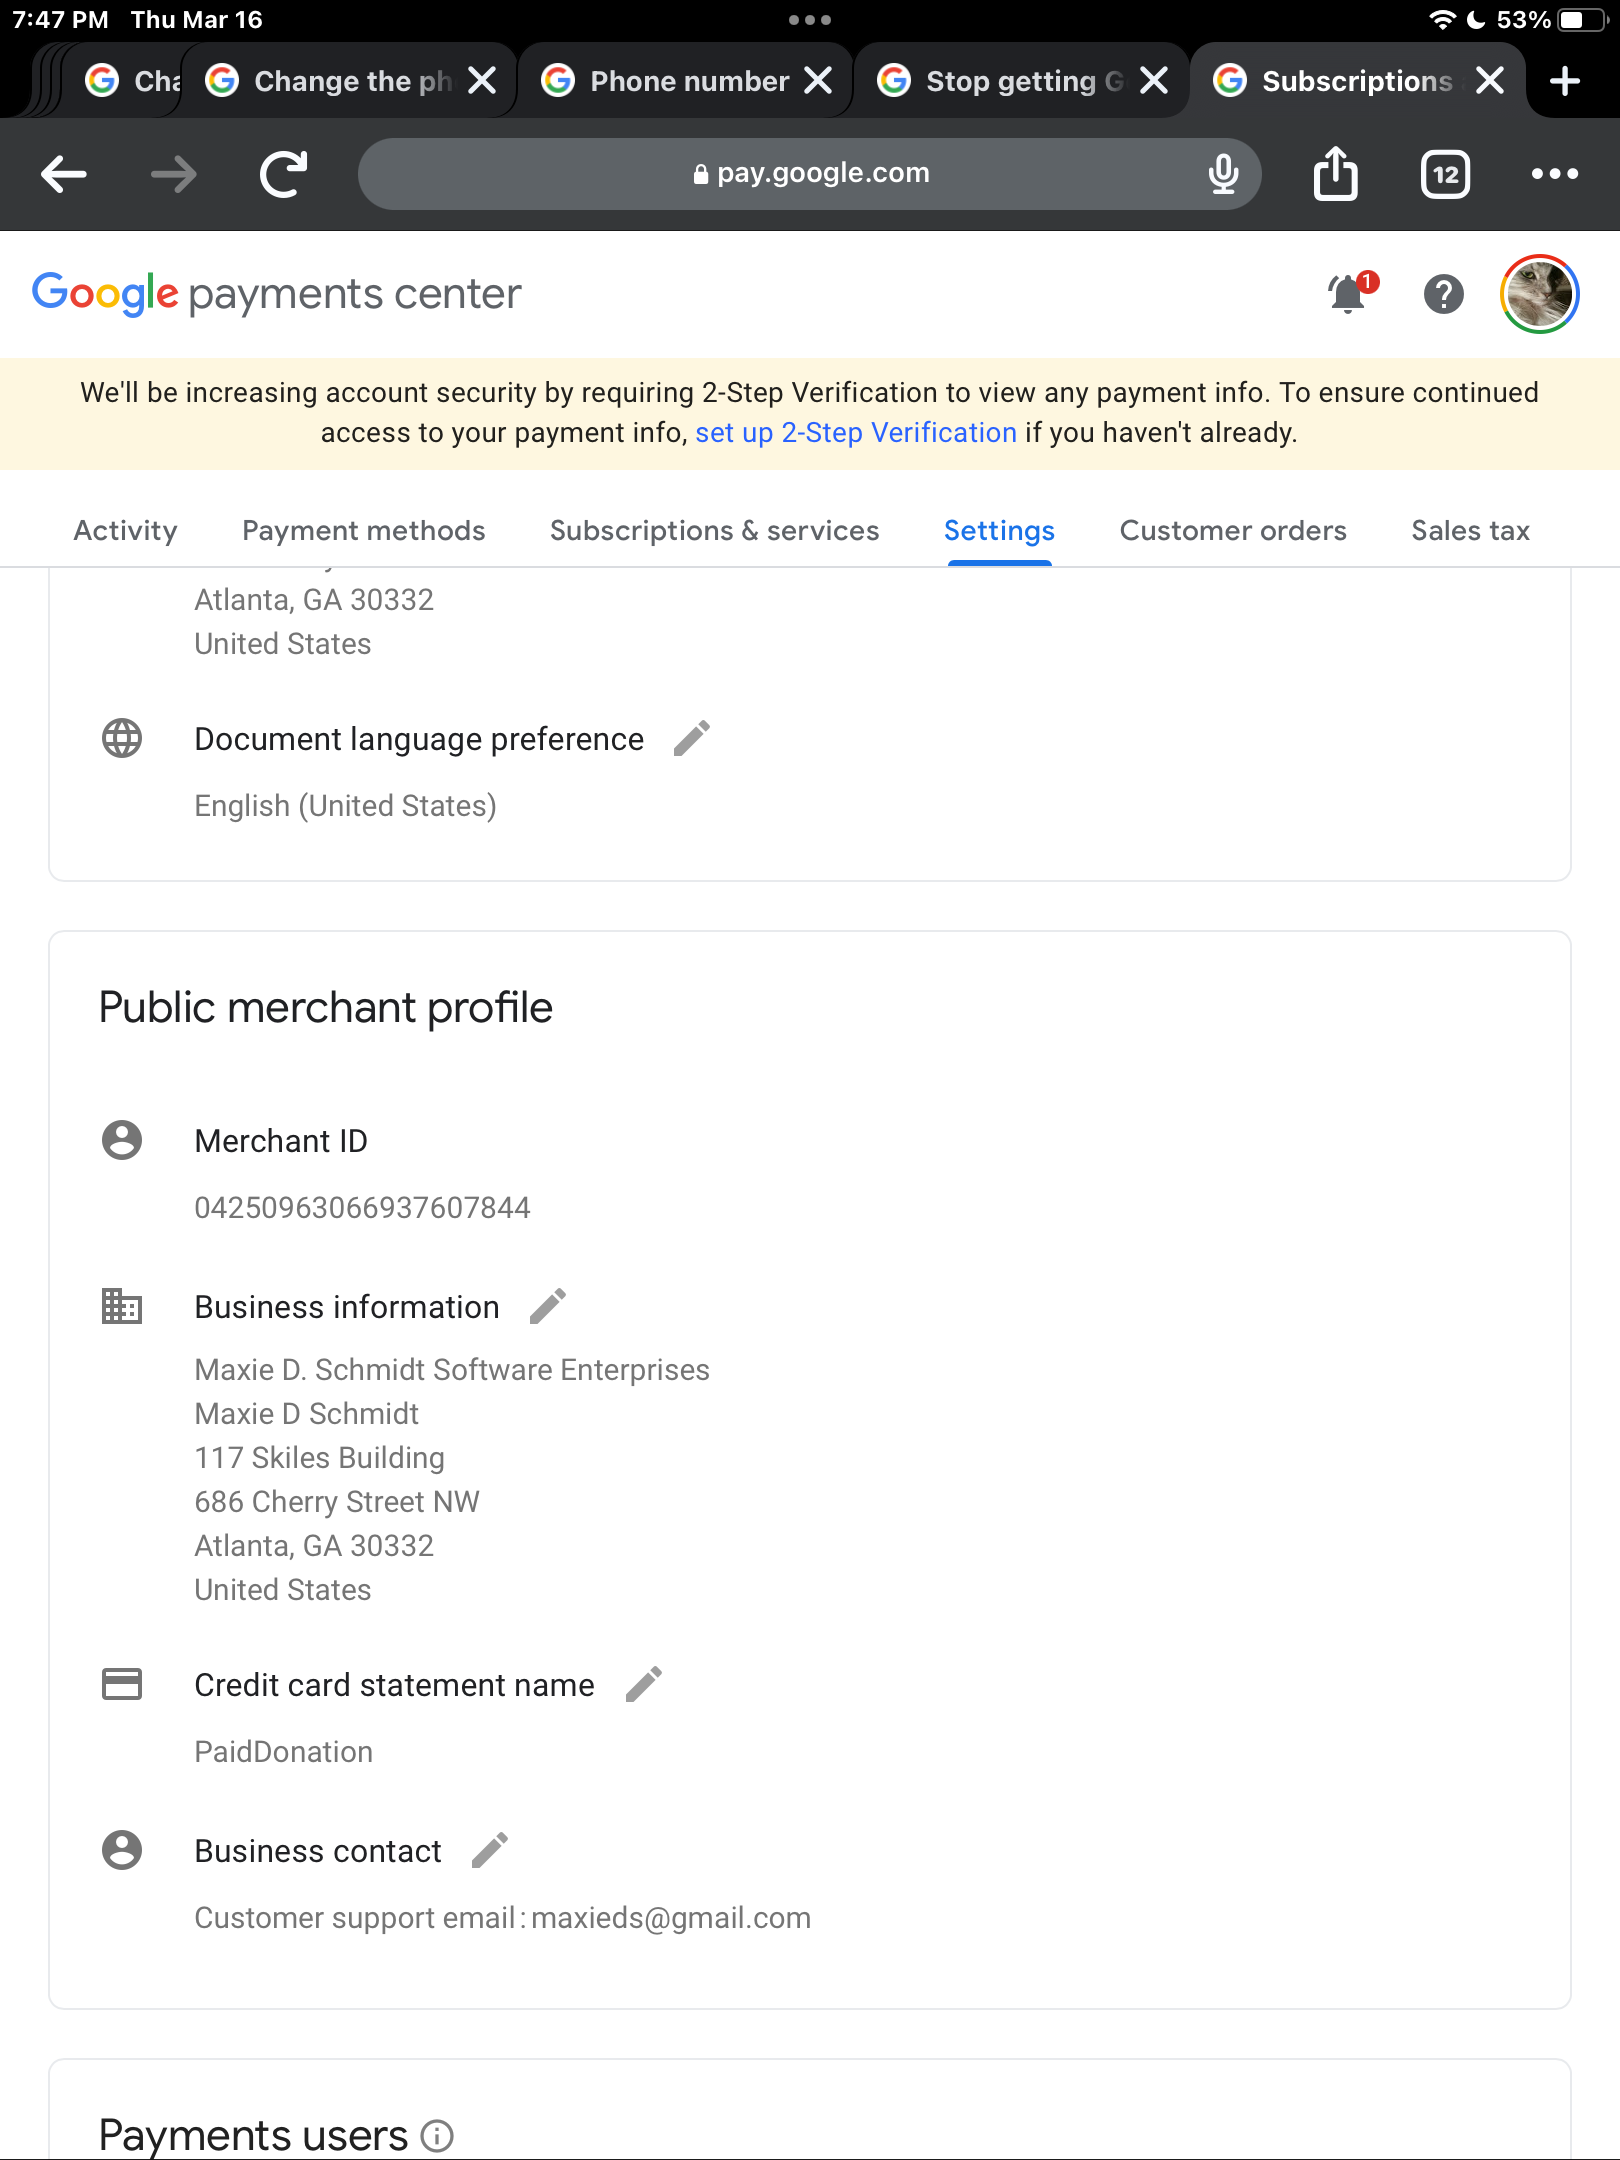 7:47 PM Thu Mar 16
53%
Cha
Change the ph
Phone number
Stop getting G
Subscriptions
pay.google.com
12
Google payments center
1
We'll be increasing account security by requiring 2-Step Verification to view any payment info. To ensure continued
access to your payment info, set up 2-Step Verification if you haven't already.
Activity
Payment methods
Subscriptions & services
Settings
Customer orders
Sales tax
Atlanta, GA 30332
United States
Document language preference
English (United States)
Public merchant profile
Merchant ID
04250963066937607844
Business information
Maxie D. Schmidt Software Enterprises
Maxie D Schmidt
117 Skiles Building
686 Cherry Street NW
Atlanta, GA 30332
United States
Credit card statement name
PaidDonation
Business contact
Customer support email: maxieds@gmail.com
Payments users